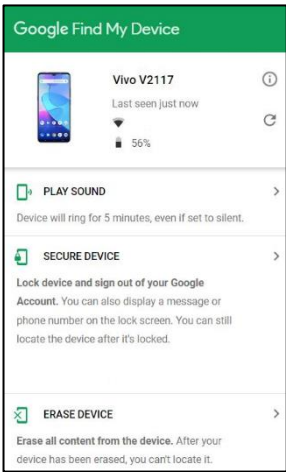 Google Find My Device
Vivo V2117
Last seen just now
56%
PLAY SOUND
Device will ring for 5 minutes, even if set to silent.
SECURE DEVICE
Lock device and sign out of your Google
Account. You can also display a message or
phone number on the lock screen. You can still
locate the device after it's locked.
ERASE DEVICE
Erase all content from the device. After your
device has been erased, you can't locate it.